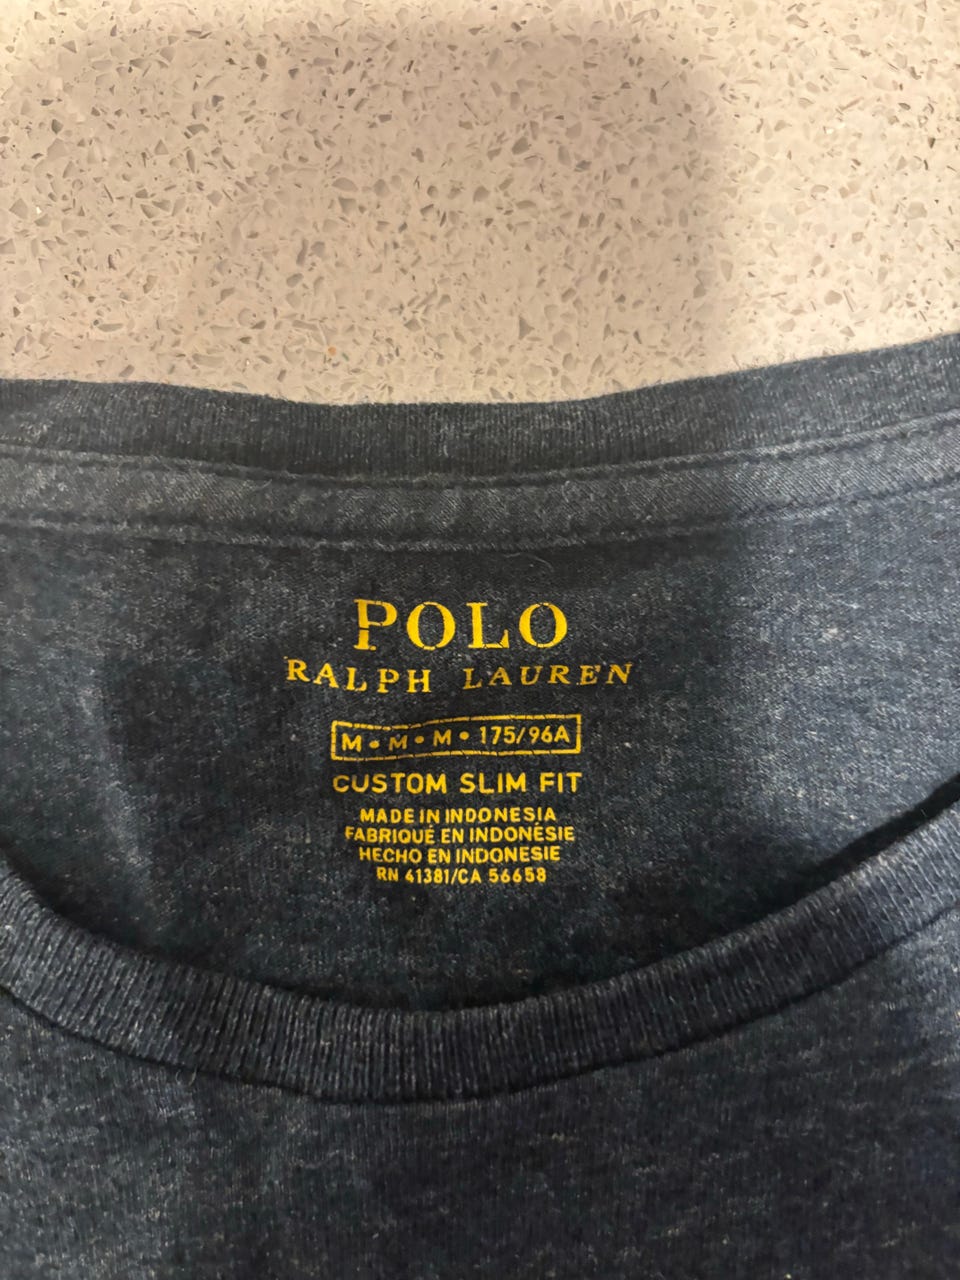 POLO
RALPH LAUREN
M • M • M • 175/96A
CUSTOM SLIM FIT
MADE IN INDONESIA
FABRIQUÉ EN INDONÉSIE
HECHO EN INDONESIE
RN 41381/CA 56658